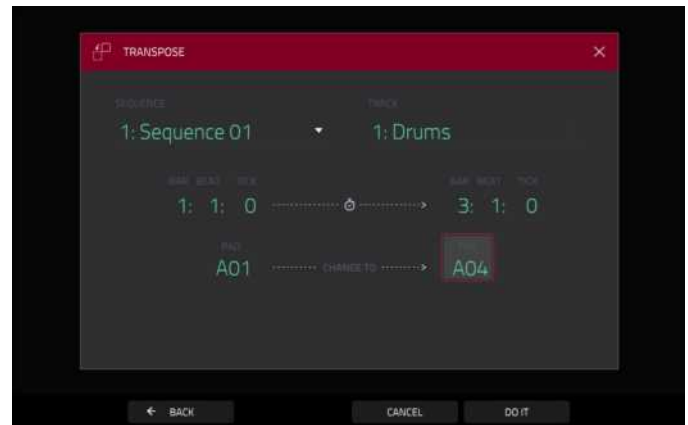 TRANSPOSE
SEQUENCE TRACK
1: Sequence 01 1: Drums
BAR BEAT TICK BAR BEAT TICK
1: 1: 0 3: 1: 0
PAD PAD
A01 CHANGE TO A04
BACK CANCEL DO IT